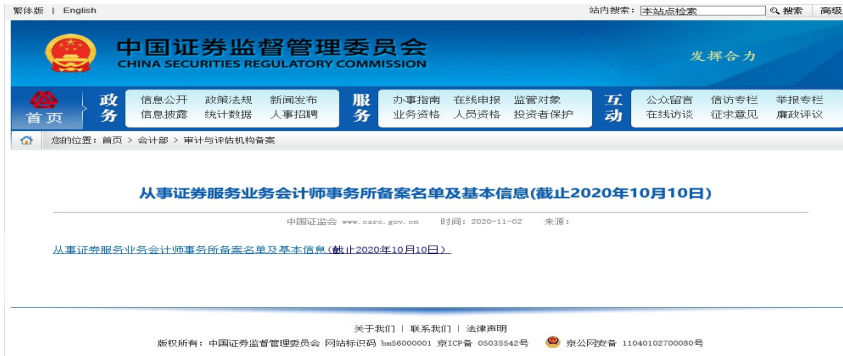 繁体版 | English 站内搜索: 本站点检索 搜索 高级
中国证券监督管理委员会
CHINA SECURITIES REGULATORY COMMISSION
发挥合力
首页 政务 信息公开 政策法规 新闻发布 服务 办事指南 在线申报 监管对象 互动 公众留言 信访专栏 举报专栏
信息披露 统计数据 人事招聘 业务资格 人员资格 投资者保护 在线访谈 征求意见 廉政评议
您的位置: 首页 > 会计部 > 审计与评估机构备案
从事证券服务业务会计师事务所备案名单及基本信息(截止2020年10月10日)
中国证监会 www.csrc.gov.cn 时间: 2020-11-02 来源:
从事证券服务业务会计师事务所备案名单及基本信息(截止2020年10月10日)
关于我们 | 联系我们 | 法律声明
版权所有: 中国证券监督管理委员会 网站标识码 bm56000001 京ICP备 05035542号 京公网安备 11040102700080号